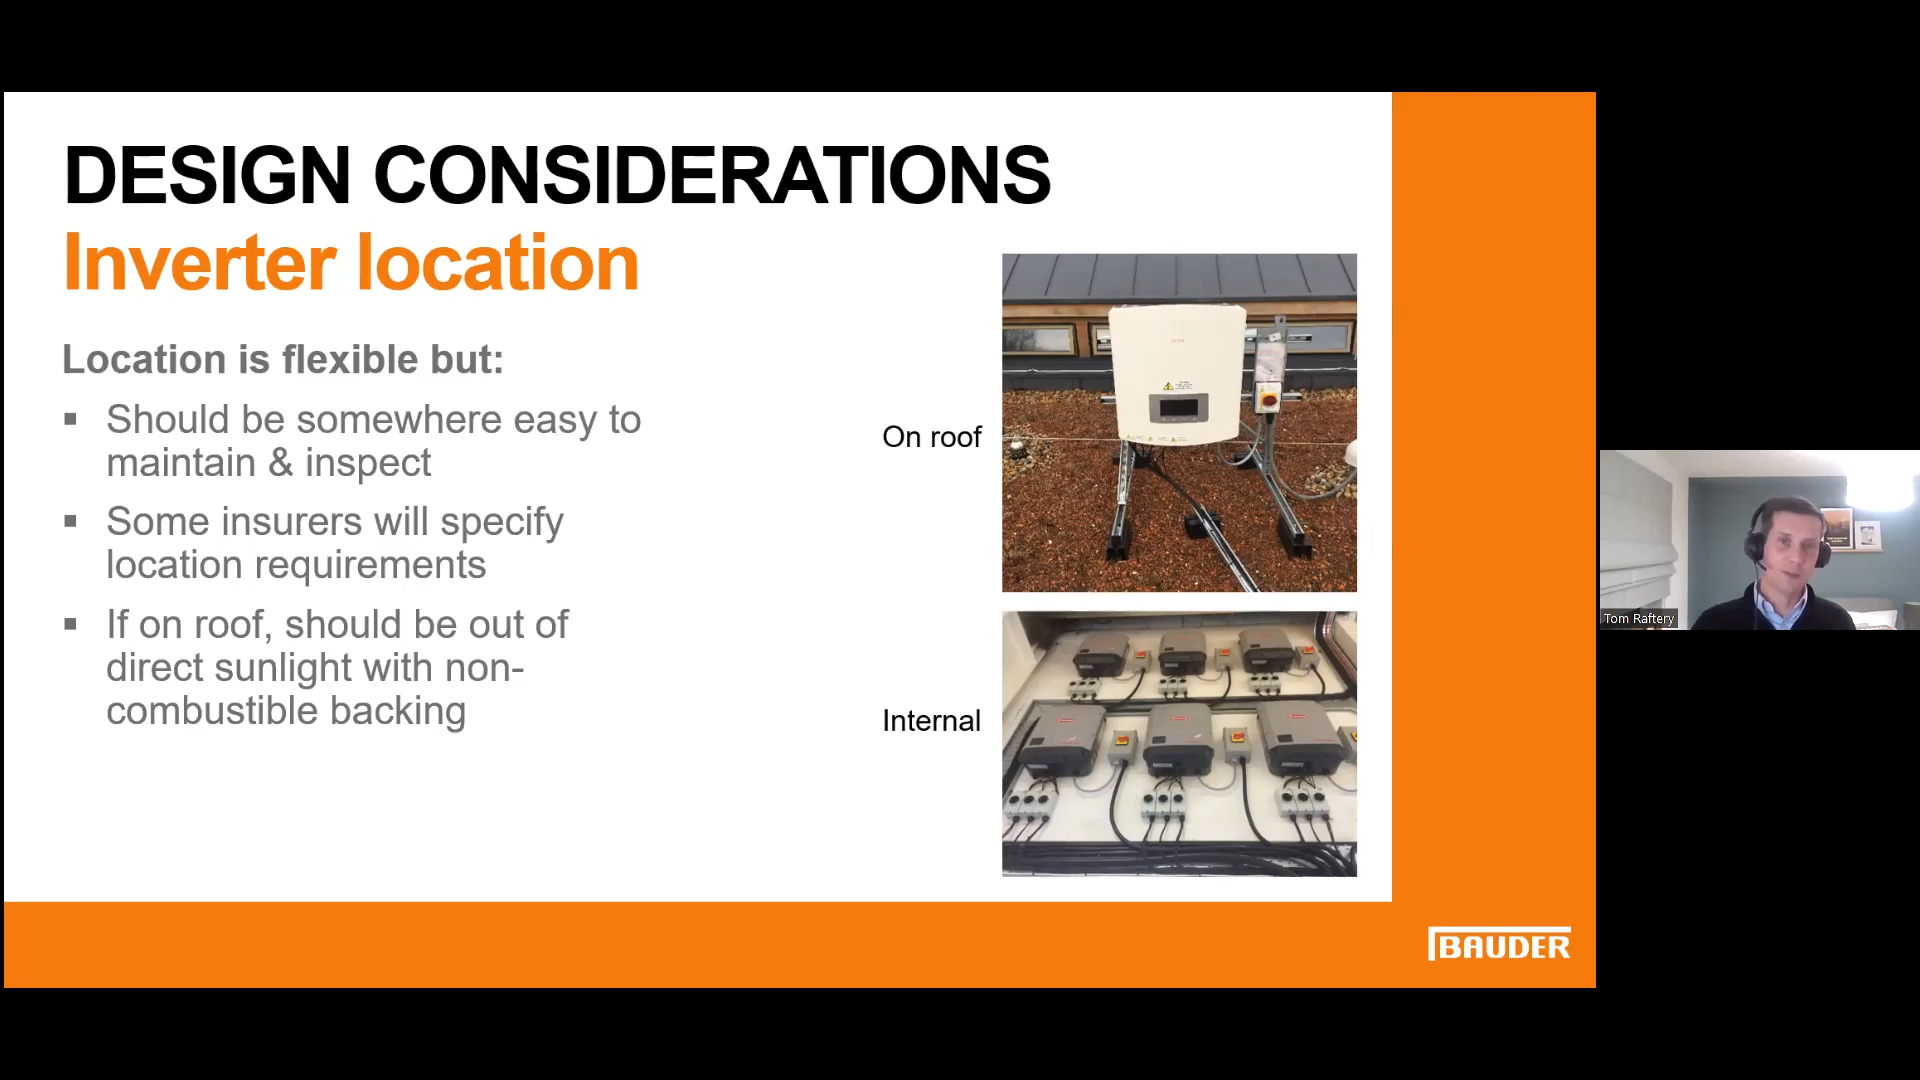 DESIGN CONSIDERATIONS
Inverter location
Location is flexible but:
▪ Should be somewhere easy to
maintain & inspect
▪ Some insurers will specify
location requirements
▪ If on roof, should be out of
direct sunlight with non-
combustible backing
On roof
Internal
Tom Raftery
BAUDER